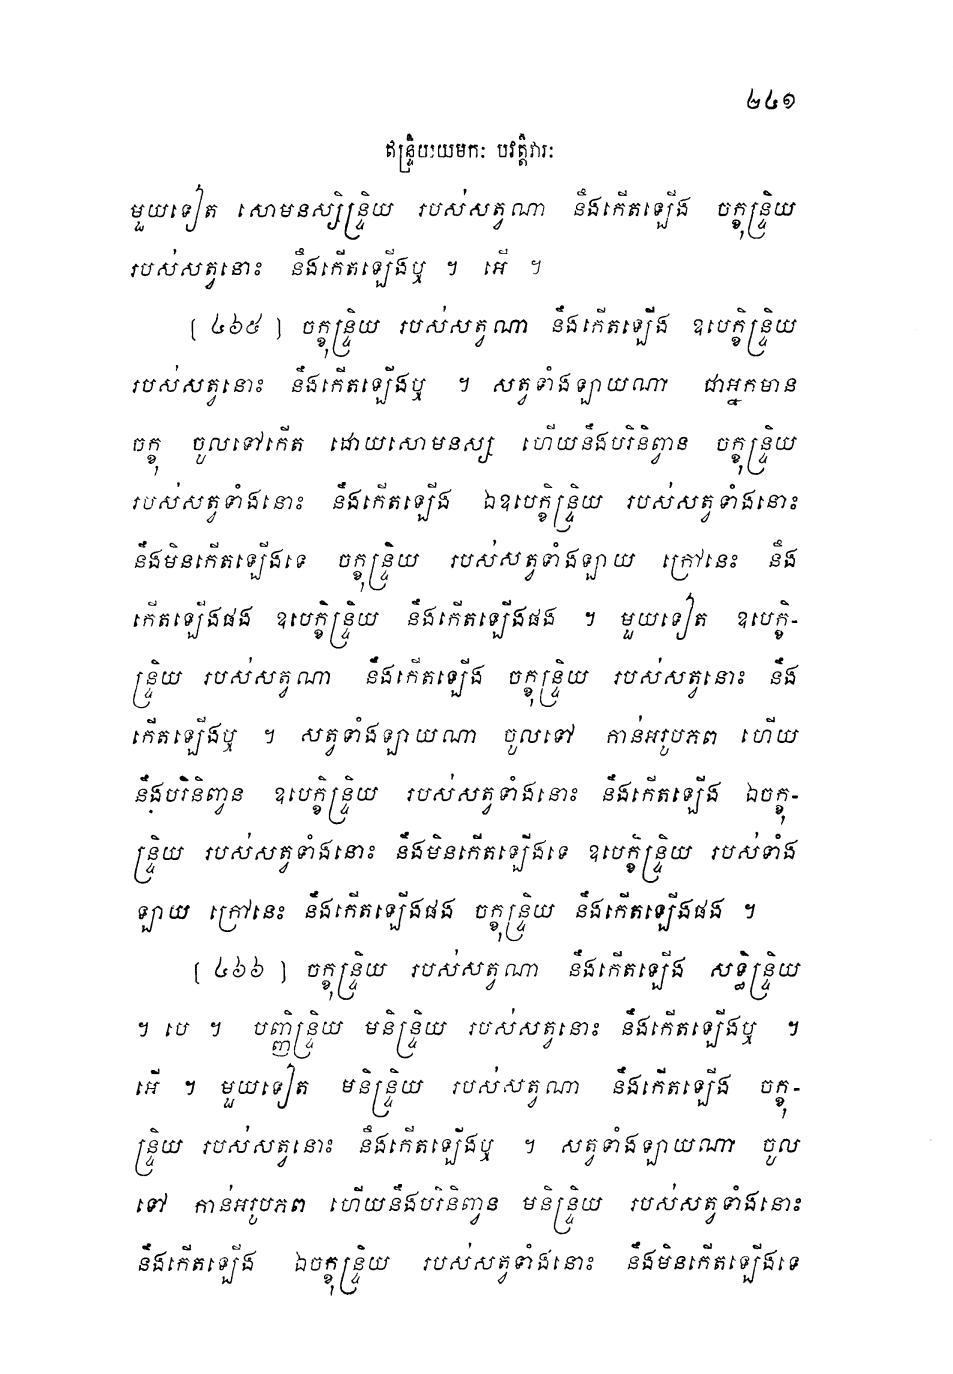 ២៤១
ឥន្ទ្រិយយមកៈ បវត្តិវារៈ
មួយទៀត សោមនស្សិន្ទ្រិយ របស់សត្វណា នឹងកើតឡើង ចក្ខុន្ទ្រិយ
របស់សត្វនោះ នឹងកើតឡើងឬ ។ អើ ។
[ ៤៦៥ ] ចក្ខុន្ទ្រិយ របស់សត្វណា នឹងកើតឡើង ឧបេក្ខិន្ទ្រិយ
របស់សត្វនោះ នឹងកើតឡើងឬ ។ សត្វទាំងឡាយណា ជាអ្នកមាន
ចក្ខុ ចូលទៅកើត ដោយសោមនស្ស ហើយនឹងបរិនិព្វាន ចក្ខុន្ទ្រិយ
របស់សត្វទាំងនោះ នឹងកើតឡើង ឯឧបេក្ខិន្ទ្រិយ របស់សត្វទាំងនោះ
នឹងមិនកើតឡើងទេ ចក្ខុន្ទ្រិយ របស់សត្វទាំងឡាយ ក្រៅនេះ នឹង
កើតឡើងផង ឧបេក្ខិន្ទ្រិយ នឹងកើតឡើងផង ។ មួយទៀត ឧបេក្ខិ-
ន្ទ្រិយ របស់សត្វណា នឹងកើតឡើង ចក្ខុន្ទ្រិយ របស់សត្វនោះ នឹង
កើតឡើងឬ ។ សត្វទាំងឡាយណា ចូលទៅ កាន់អរូបភព ហើយ
នឹងបរិនិព្វាន ឧបេក្ខិន្ទ្រិយ របស់សត្វទាំងនោះ នឹងកើតឡើង ឯចក្ខុ-
ន្ទ្រិយ របស់សត្វទាំងនោះ នឹងមិនកើតឡើងទេ ឧបេក្ខិន្ទ្រិយ របស់ទាំង
ឡាយ ក្រៅនេះ នឹងកើតឡើងផង ចក្ខុន្ទ្រិយ នឹងកើតឡើងផង ។
[ ៤៦៦ ] ចក្ខុន្ទ្រិយ របស់សត្វណា នឹងកើតឡើង សទ្ធិន្ទ្រិយ
។ បេ ។ បញ្ញិន្ទ្រិយ មនិន្ទ្រិយ របស់សត្វនោះ នឹងកើតឡើងឬ ។
អើ ។ មួយទៀត មនិន្ទ្រិយ របស់សត្វណា នឹងកើតឡើង ចក្ខុ-
ន្ទ្រិយ របស់សត្វនោះ នឹងកើតឡើងឬ ។ សត្វទាំងឡាយណា ចូល
ទៅ កាន់អរូបភព ហើយនឹងបរិនិព្វាន មនិន្ទ្រិយ របស់សត្វទាំងនោះ
នឹងកើតឡើង ឯចក្ខុន្ទ្រិយ របស់សត្វទាំងនោះ នឹងមិនកើតឡើងទេ